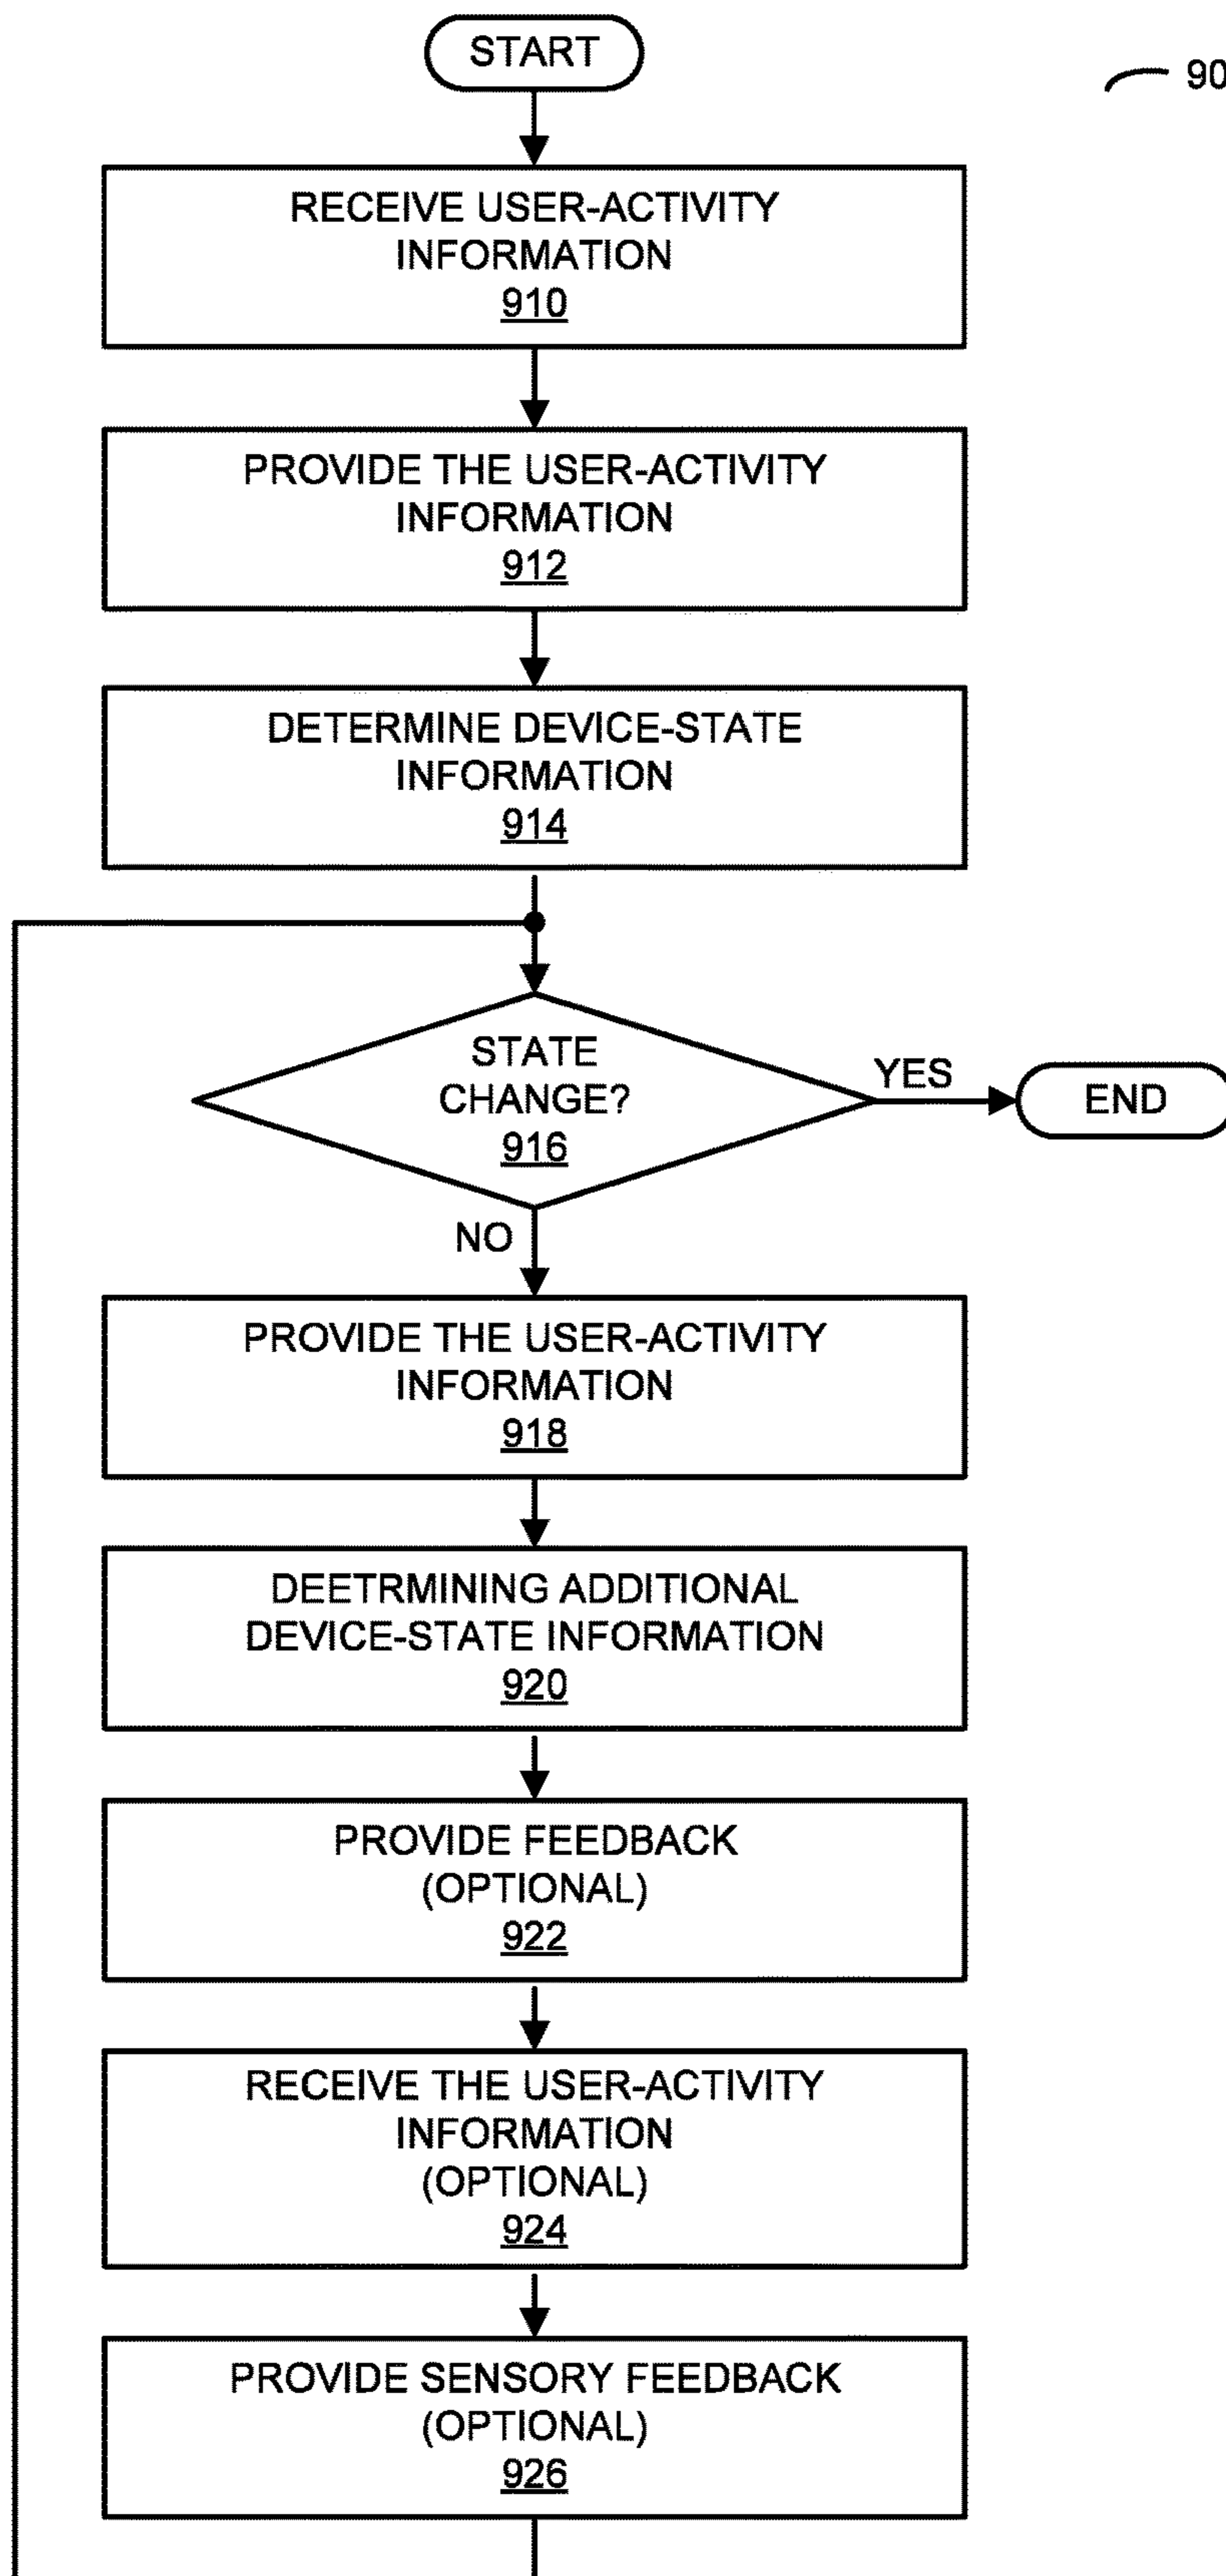 START
90
RECEIVE USER-ACTIVITY
INFORMATION
910
PROVIDE THE USER-ACTIVITY
INFORMATION
912
DETERMINE DEVICE-STATE
INFORMATION
914
STATE
CHANGE?
916
YES
END
NO
PROVIDE THE USER-ACTIVITY
INFORMATION
918
DEETRMINING ADDITIONAL
DEVICE-STATE INFORMATION
920
PROVIDE FEEDBACK
(OPTIONAL)
922
RECEIVE THE USER-ACTIVITY
INFORMATION
(OPTIONAL)
924
PROVIDE SENSORY FEEDBACK
(OPTIONAL)
926